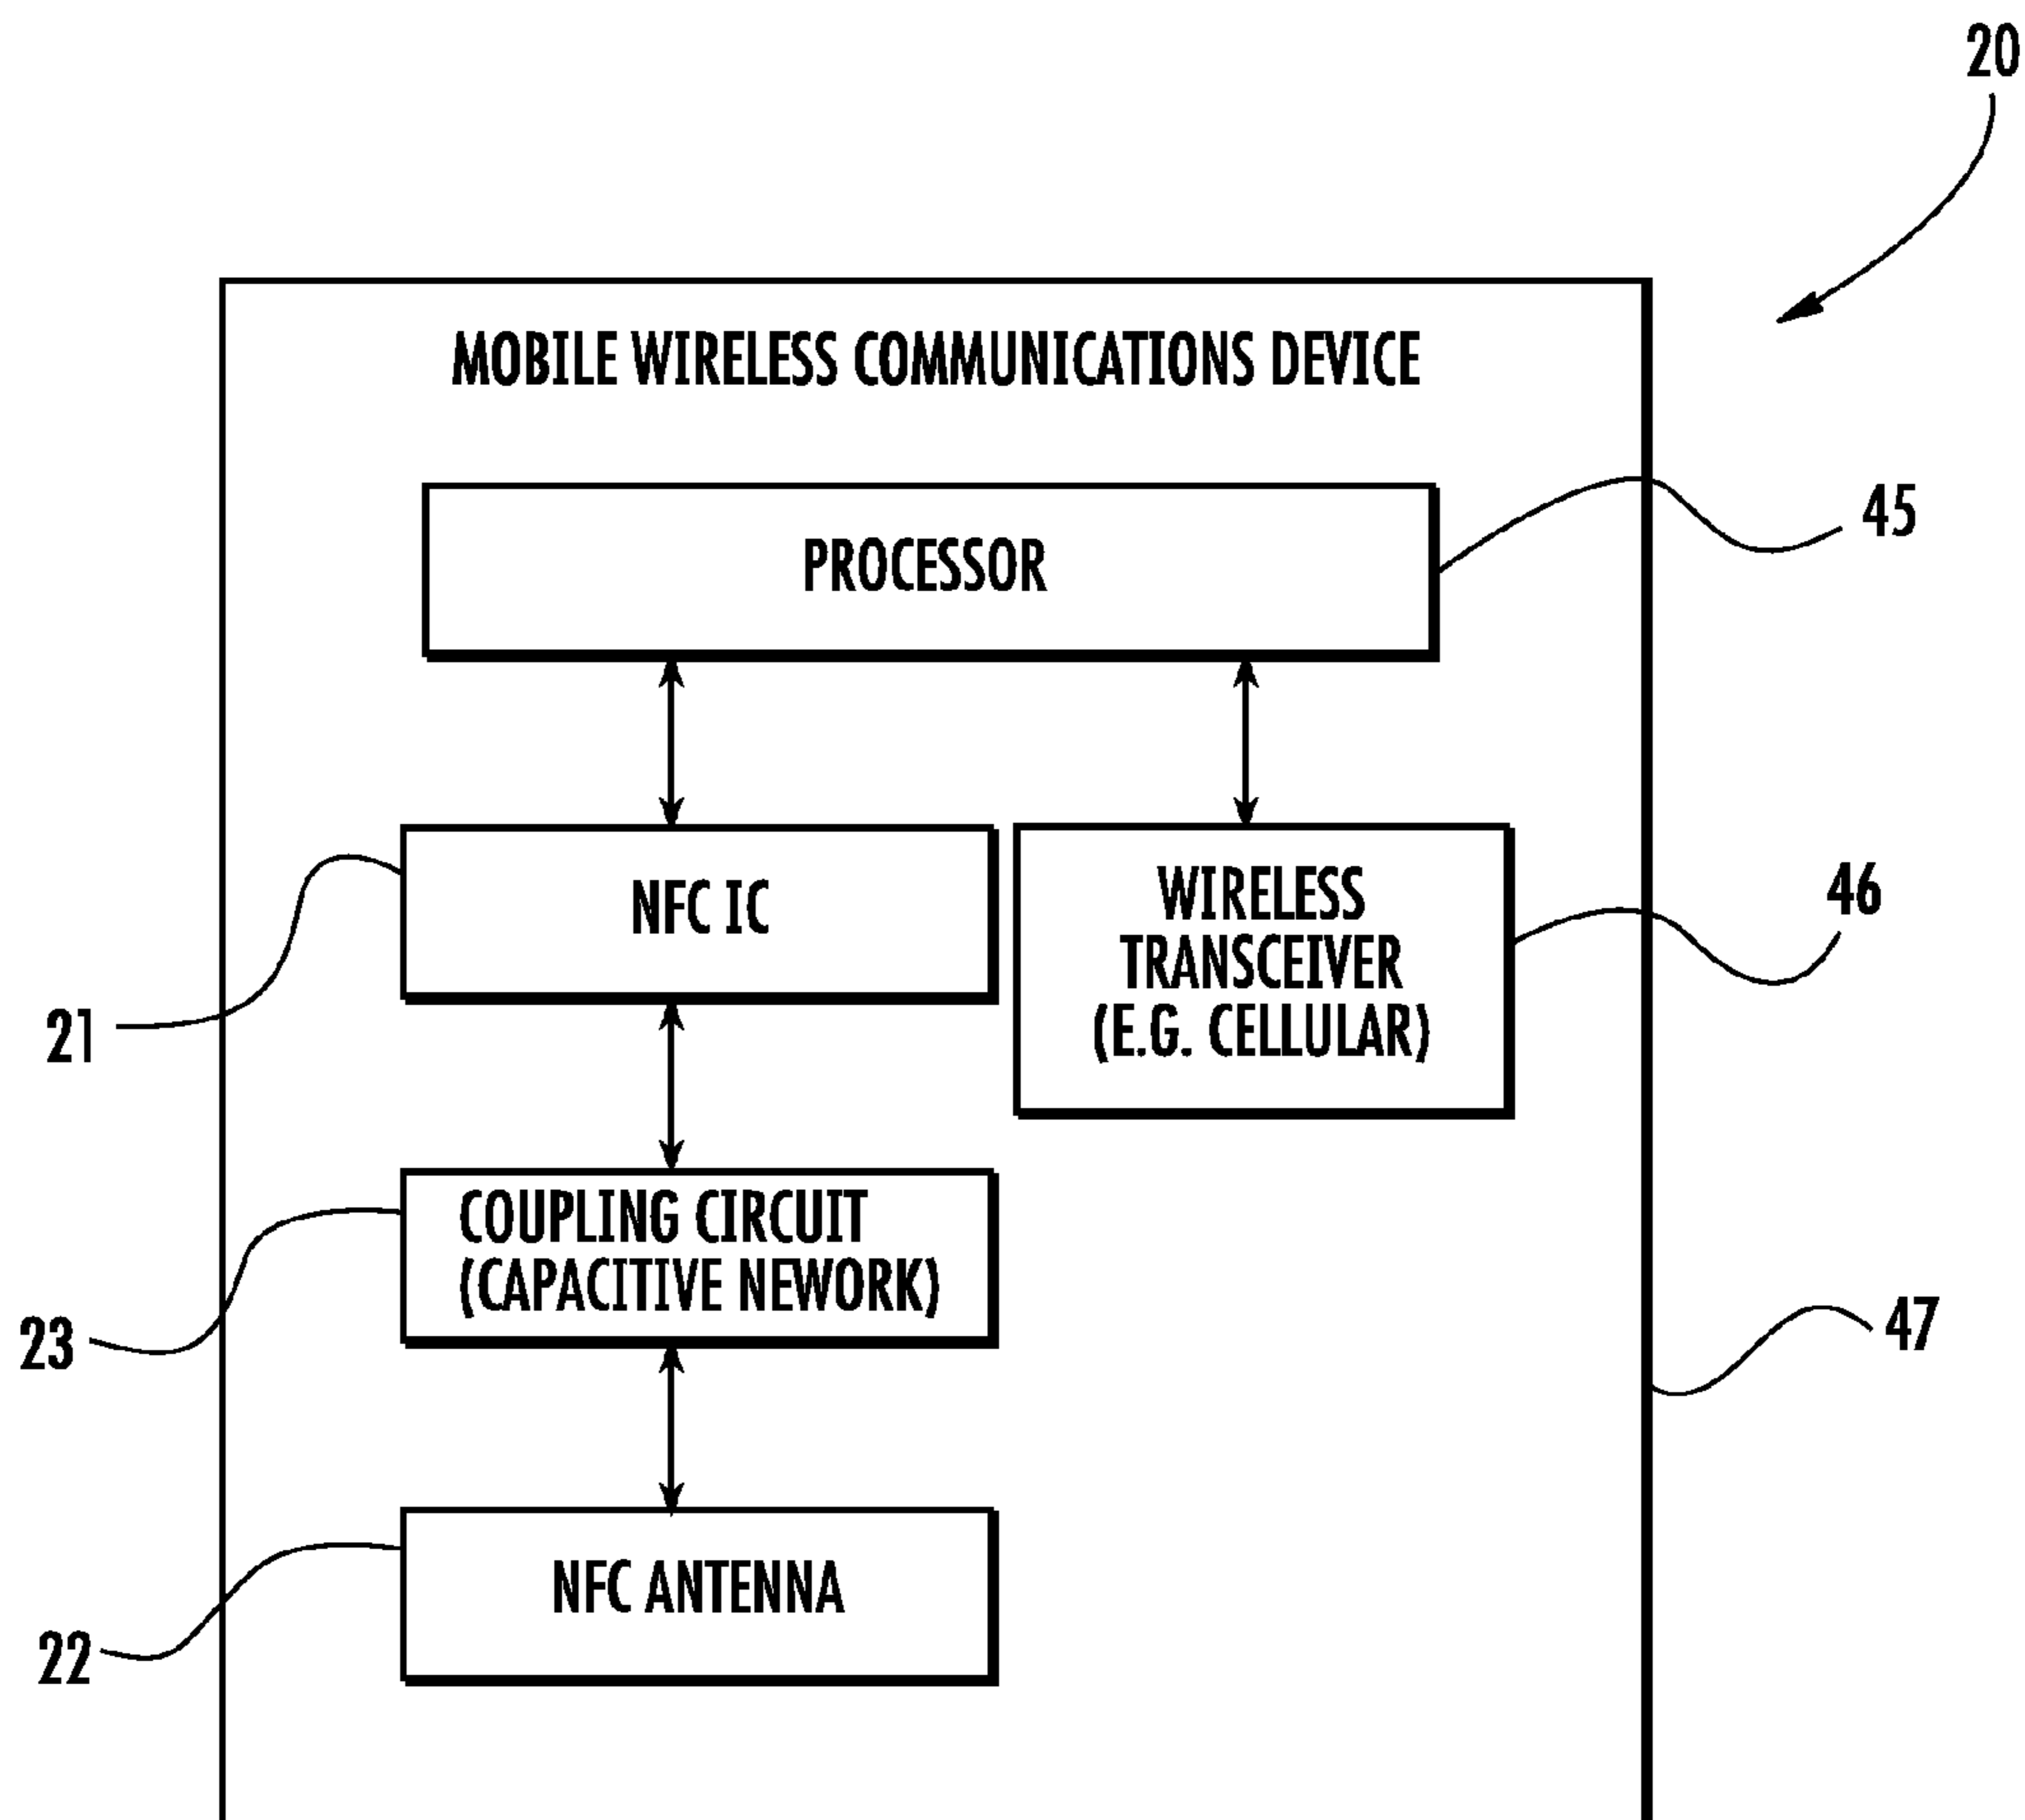 20
MOBILE WIRELESS COMMUNICATIONS DEVICE
45
PROCESSOR
46
NFC IC
WIRELESS
TRANSCEIVER
(E.G. CELLULAR)
21
COUPLING CIRCUIT
(CAPACITIVE NEWORK)
23
47
NFC ANTENNA
22